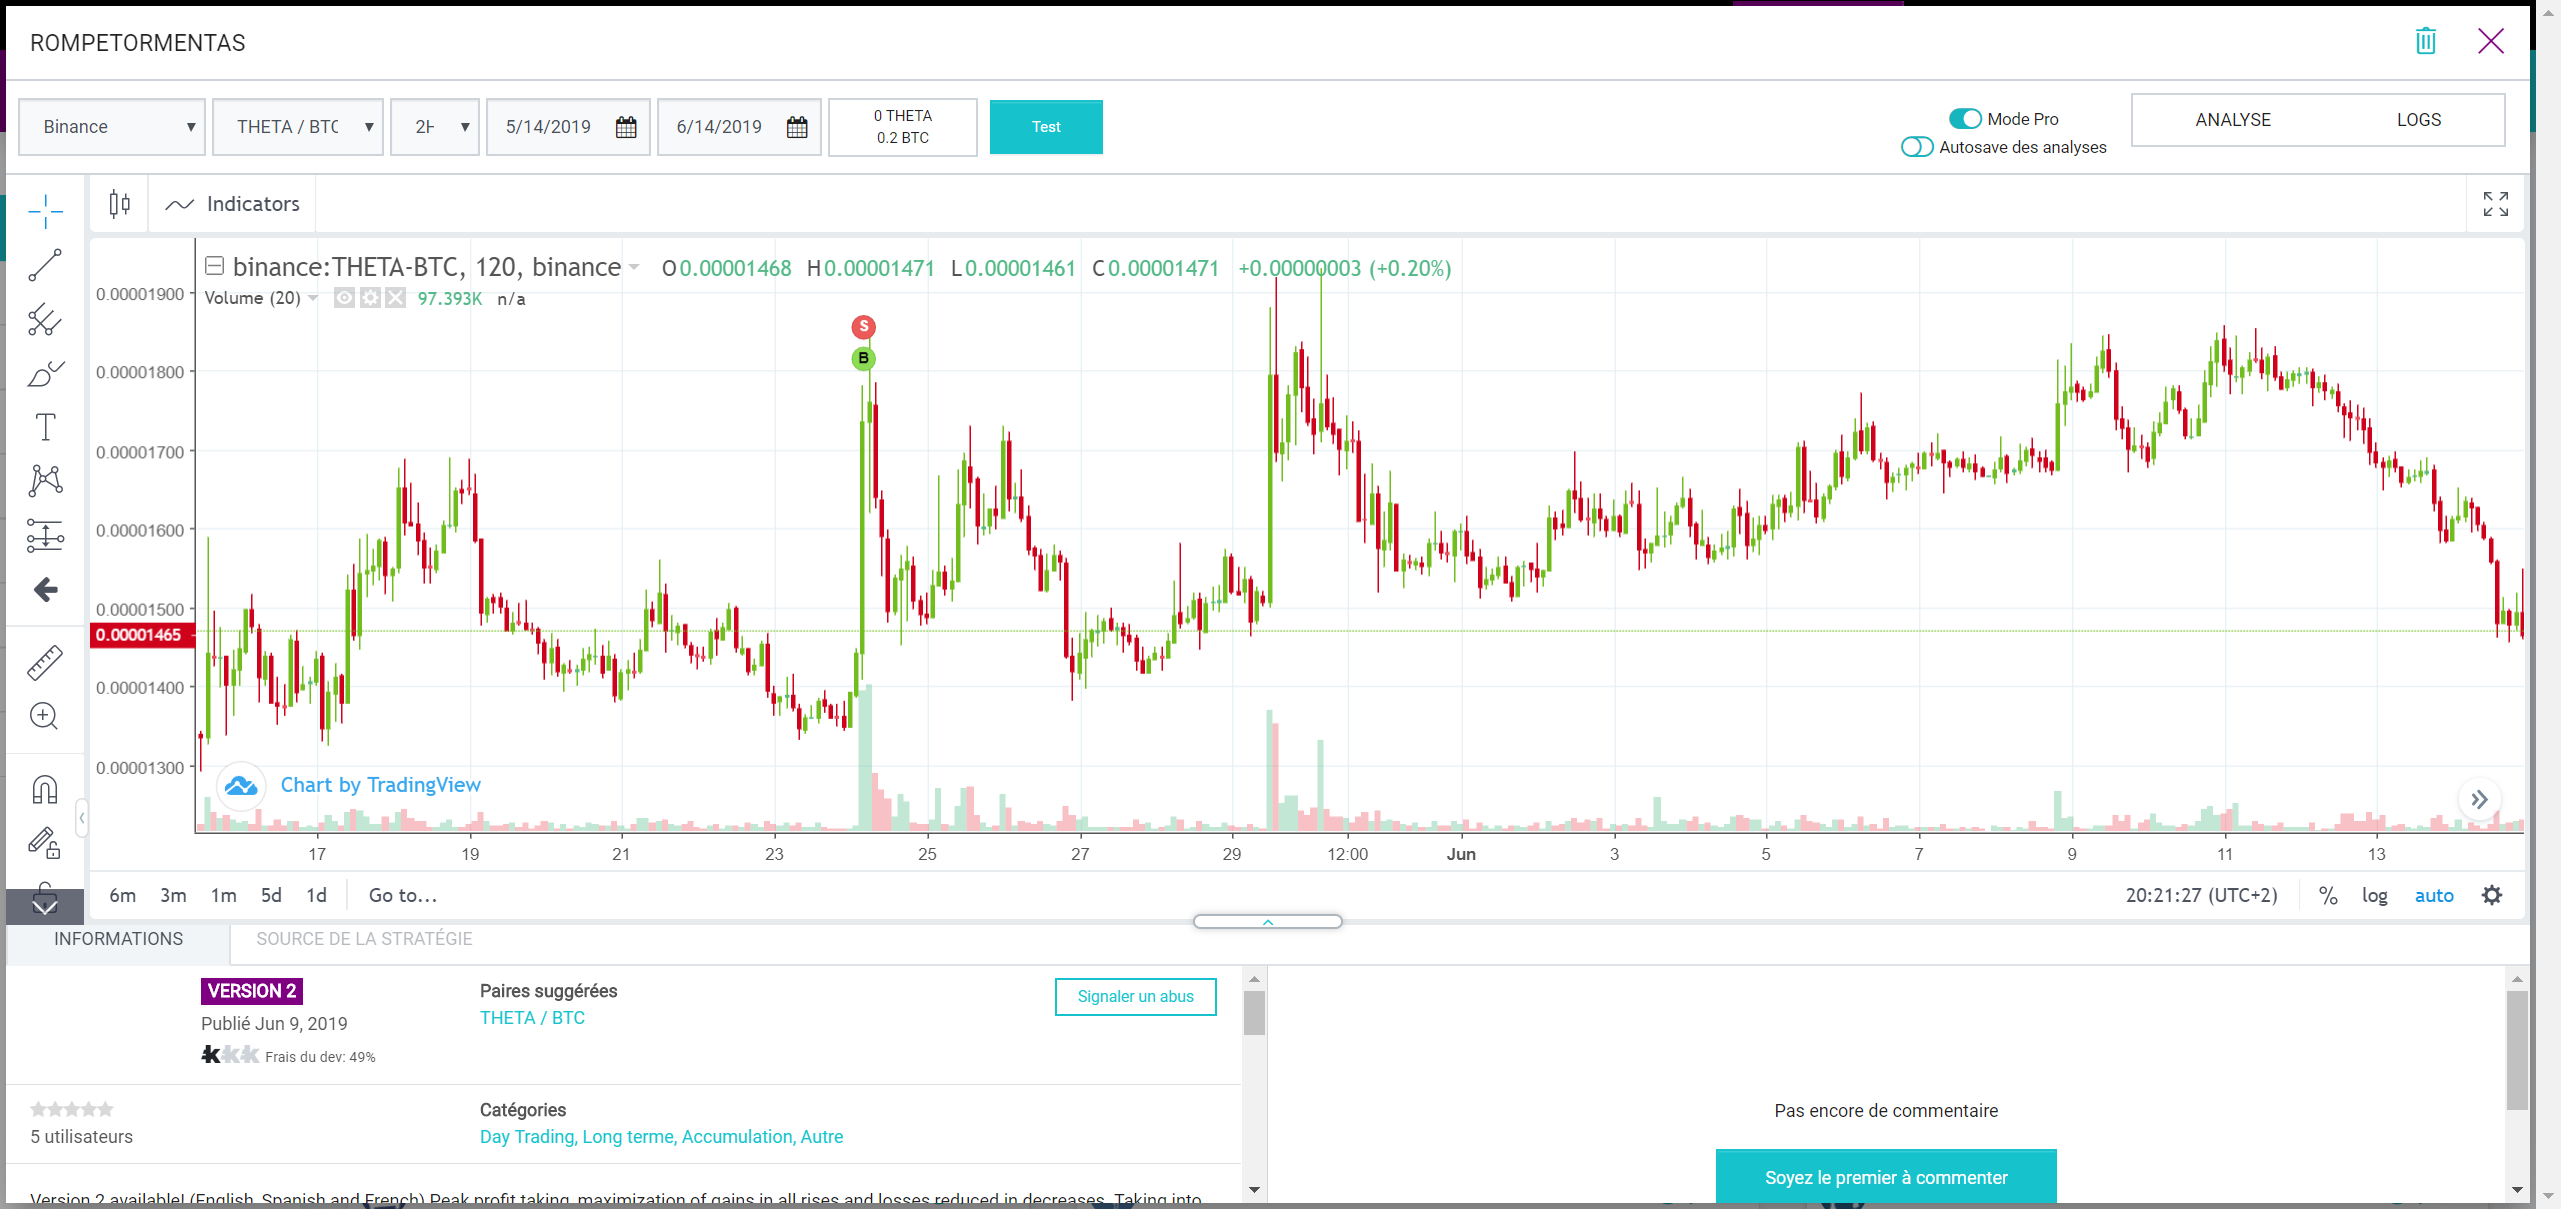 ROMPETORMENTAS
Binance
THETA / BTC
2H
5/14/2019
6/14/2019
0 THETA
0.2 BTC
Test
Mode Pro
Autosave des analyses
ANALYSE
LOGS
Indicators
binance:THETA-BTC, 120, binance O0.00001468 H0.00001471 L0.00001461 C0.00001471 +0.00000003 (+0.20%)
Volume (20) 97.393K n/a
S
B
0.00001900
0.00001800
0.00001700
0.00001600
0.00001500
0.00001465
0.00001400
0.00001300
Chart by TradingView
17 19 21 23 25 27 29 12:00 Jun 3 5 7 9 11 13
6m 3m 1m 5d 1d Go to...
20:21:27 (UTC+2) % log auto
INFORMATIONS
SOURCE DE LA STRATÉGIE
VERSION 2
Publié Jun 9, 2019
Frais du dev: 49%
Paires suggérées
THETA / BTC
Signaler un abus
5 utilisateurs
Catégories
Day Trading, Long terme, Accumulation, Autre
Version 2 available! (English, Spanish and French) Peak profit taking, maximization of gains in all rises and losses reduced in decreases. Taking into
Pas encore de commentaire
Soyez le premier à commenter